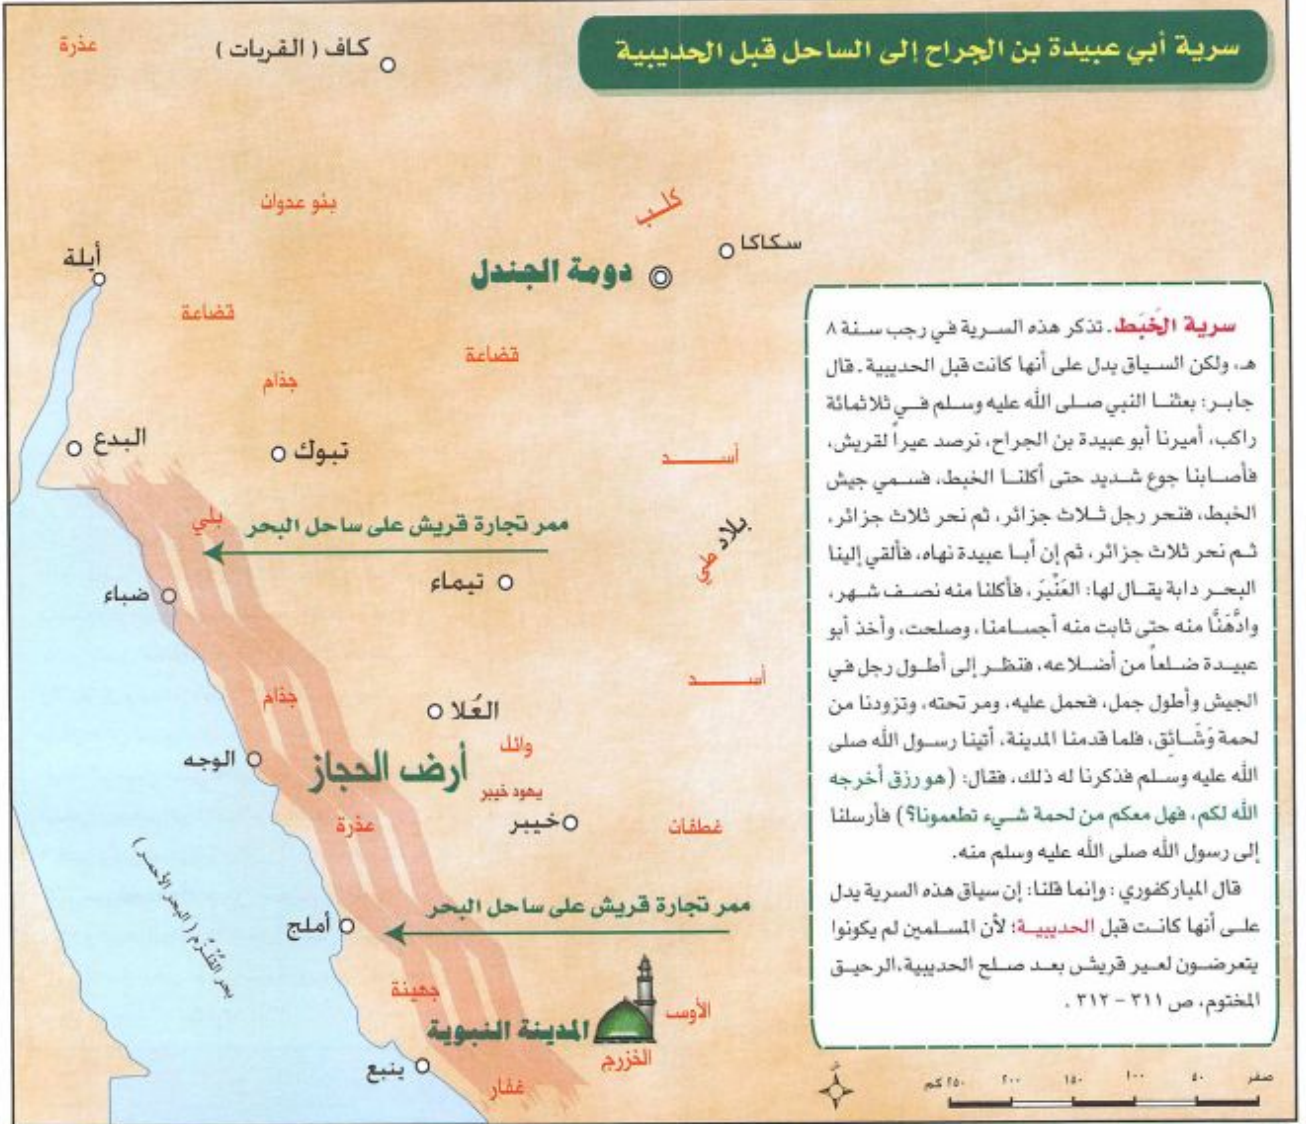 سرية أبي عبيدة بن الجراح إلى الساحل قبل الحديبية
عذرة
كاف ( القريات )
بنو عدوان
كلب
سكاكا
دومة الجندل
أيلة
قضاعة
قضاعة
جذام
البدع
تبوك
أسد
بلي
ممر تجارة قريش على ساحل البحر
بلاد طي
تيماء
ضباء
أسد
جذام
العُلا
وائل
الوجه
أرض الحجاز
يهود خيبر
خيبر
عذرة
غطفان
بحر القُلْزُم ( البحر الأحمر )
ممر تجارة قريش على ساحل البحر
أملج
جهينة
الأوس
المدينة النبوية
الخزرج
ينبع
غفار
سرية الخَبَط. تذكر هذه السرية في رجب سنة ٨
هـ، ولكن السياق يدل على أنها كانت قبل الحديبية. قال
جابر: بعثنا النبي صلى الله عليه وسلم في ثلاثمائة
راكب، أميرنا أبو عبيدة بن الجراح، نرصد عيراً لقريش،
فأصابنا جوع شديد حتى أكلنا الخبط، فسمي جيش
الخبط، فنحر رجل ثلاث جزائر، ثم نحر ثلاث جزائر،
ثم نحر ثلاث جزائر، ثم إن أبا عبيدة نهاه، فألقي إلينا
البحر دابة يقال لها: العَنْبَرَ، فأكلنا منه نصف شهر،
وادَّهَنَّا منه حتى ثابت منه أجسامنا، وصلحت، وأخذ أبو
عبيدة ضلعاً من أضلاعه، فنظر إلى أطول رجل في
الجيش وأطول جمل، فحمل عليه، ومر تحته، وتزودنا من
لحمة وَشَائق، فلما قدمنا المدينة، أتينا رسول الله صلى
الله عليه وسلم فذكرنا له ذلك، فقال: (هو رزق أخرجه
الله لكم، فهل معكم من لحمة شيء تطعمونا؟) فأرسلنا
إلى رسول الله صلى الله عليه وسلم منه.
قال المباركفوري: وإنما قلنا: إن سياق هذه السرية يدل
على أنها كانت قبل الحديبية؛ لأن المسلمين لم يكونوا
يتعرضون لعير قريش بعد صلح الحديبية. الرحيق
المختوم، ص ٣١١ - ٣١٢ .
صفر ٥٠ ١٠٠ ١٥٠ ٢٠٠ ٢٥٠ كم